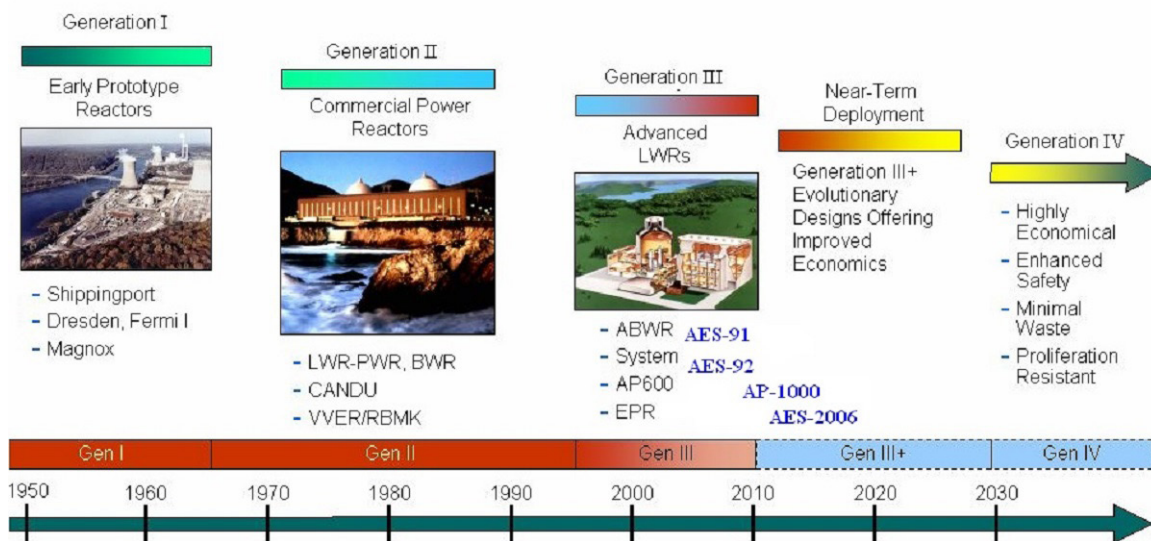 Generation I
Early Prototype
Reactors
- Shippingport
- Dresden, Fermi I
- Magnox
Generation II
Commercial Power
Reactors
- LWR-PWR, BWR
- CANDU
- VVER/RBMK
Generation III
Advanced
LWRs
- ABWR AES-91
- System AES-92
- AP600 AP-1000
- EPR AES-2006
Near-Term
Deployment
Generation III+
Evolutionary
Designs Offering
Improved
Economics
Generation IV
- Highly
Economical
- Enhanced
Safety
- Minimal
Waste
- Proliferation
Resistant
Gen I Gen II Gen III Gen III+ Gen IV
1950 1960 1970 1980 1990 2000 2010 2020 2030